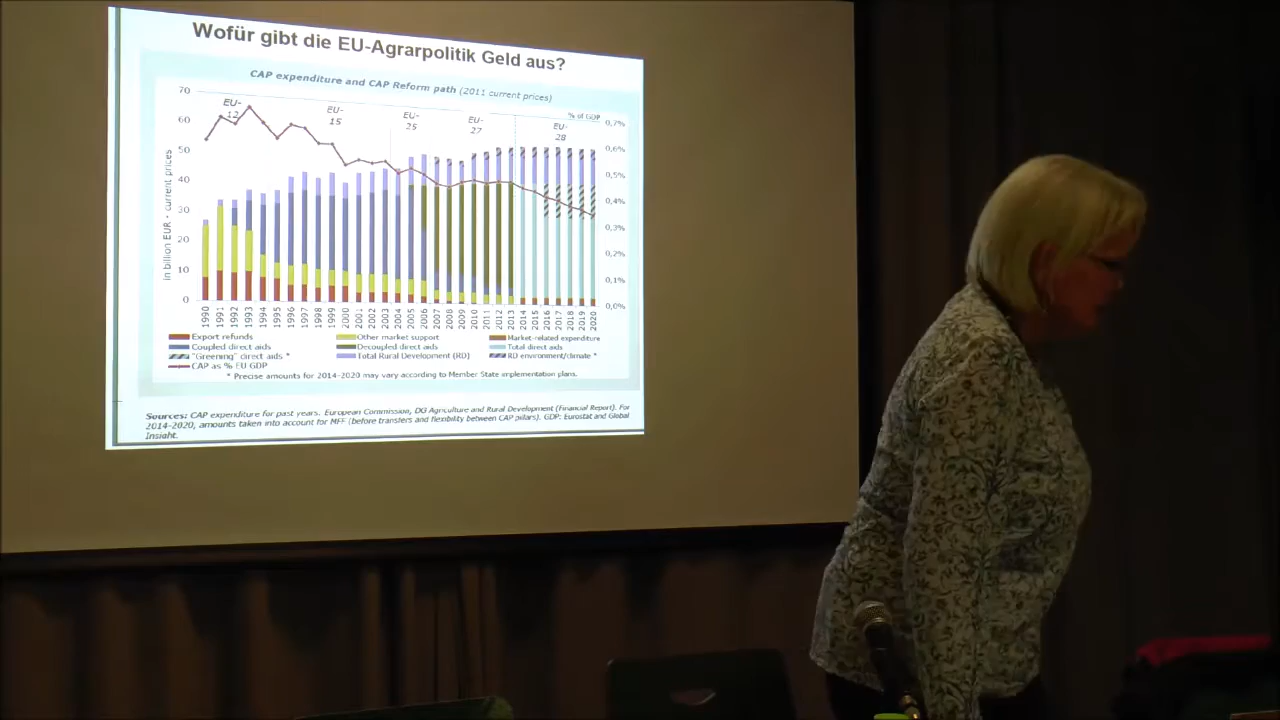 Wofür gibt die EU-Agrarpolitik Geld aus?
CAP expenditure and CAP Reform path (2011 current prices)
in billion EUR - current prices
70
60
50
40
30
20
10
0
EU-
12
EU-
15
EU-
25
EU-
27
EU-
28
% of GDP
0,7%
0,6%
0,5%
0,4%
0,3%
0,2%
0,1%
0,0%
1990 1991 1992 1993 1994 1995 1996 1997 1998 1999 2000 2001 2002 2003 2004 2005 2006 2007 2008 2009 2010 2011 2012 2013 2014 2015 2016 2017 2018 2019 2020
Export refunds Other market support Market-related expenditure
Coupled direct aids Decoupled direct aids Total direct aids
"Greening" direct aids * Total Rural Development (RD) RD environment/climate *
CAP as % EU GDP
* Precise amounts for 2014-2020 may vary according to Member State implementation plans.
Sources: CAP expenditure for past years. European Commission, DG Agriculture and Rural Development (Financial Report). For
2014-2020, amounts taken into account for MFF (before transfers and flexibility between CAP pillars). GDP: Eurostat and Global
Insight.